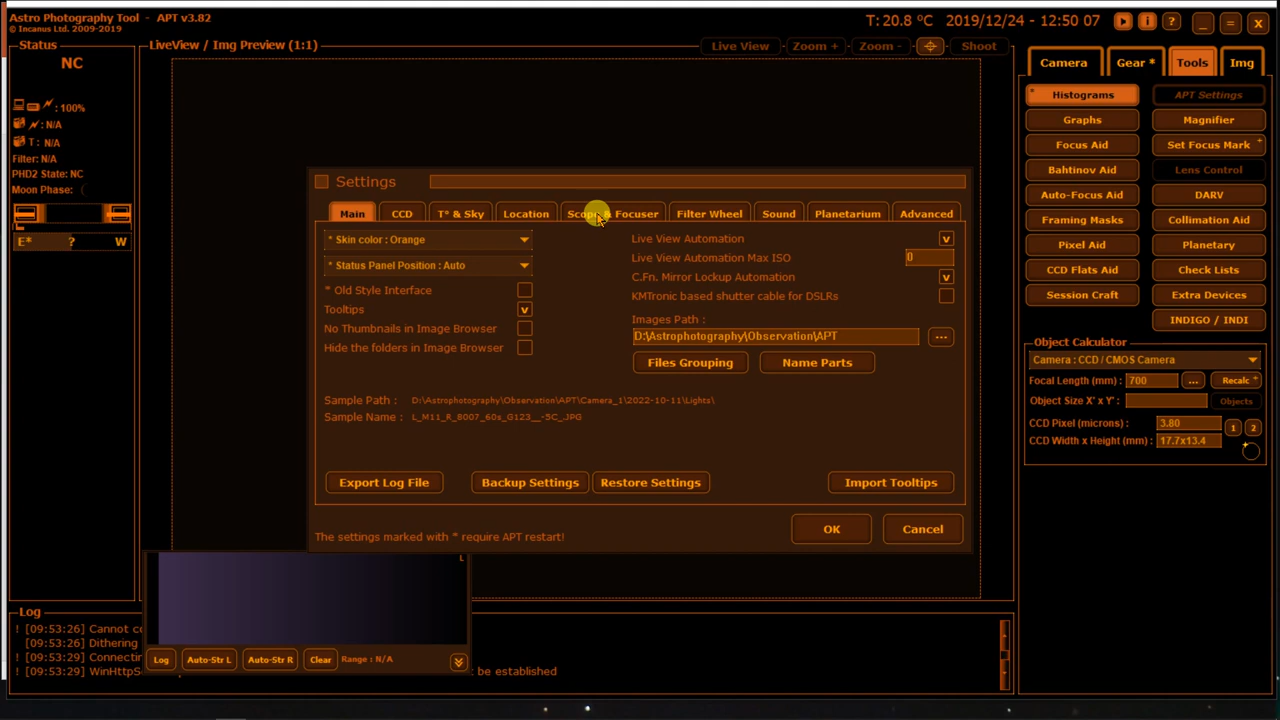 Astro Photography Tool - APT v3.82
© Incanus Ltd. 2009-2019
T: 20.8 °C 2019/12/24 - 12:50 07
i ? _ = X
Status
NC
: 100%
: N/A
T : N/A
Filter: N/A
PHD2 State: NC
Moon Phase:
E* ? W
LiveView / Img Preview (1:1)
Live View Zoom + Zoom - Shoot
Camera Gear * Tools Img
* Histograms APT Settings
Graphs Magnifier
Focus Aid Set Focus Mark +
Bahtinov Aid Lens Control
Auto-Focus Aid DARV
Framing Masks Collimation Aid
Pixel Aid Planetary
CCD Flats Aid Check Lists
Session Craft Extra Devices
INDIGO / INDI
Object Calculator
Camera : CCD / CMOS Camera
Focal Length (mm) : 700 ... Recalc +
Object Size X' x Y' : Objects
CCD Pixel (microns) : 3.80
CCD Width x Height (mm) : 17.7x13.4 1 2
Settings
Main CCD T° & Sky Location Scope & Focuser Filter Wheel Sound Planetarium Advanced
* Skin color : Orange
* Status Panel Position : Auto
* Old Style Interface
Tooltips v
No Thumbnails in Image Browser
Hide the folders in Image Browser
Live View Automation v
Live View Automation Max ISO 0
C.Fn. Mirror Lockup Automation v
KMTronic based shutter cable for DSLRs
Images Path :
D:\Astrophotography\Observation\APT ...
Files Grouping Name Parts
Sample Path : D:\Astrophotography\Observation\APT\Camera_1\2022-10-11\Lights\
Sample Name : L_M11_R_8007_60s_G123__-5C_.JPG
Export Log File Backup Settings Restore Settings Import Tooltips
The settings marked with * require APT restart!
OK Cancel
L
Log Auto-Str L Auto-Str R Clear Range : N/A
Log
! [09:53:26] Cannot
[09:53:26] Dithering
! [09:53:29]
! [09:53:29] be established